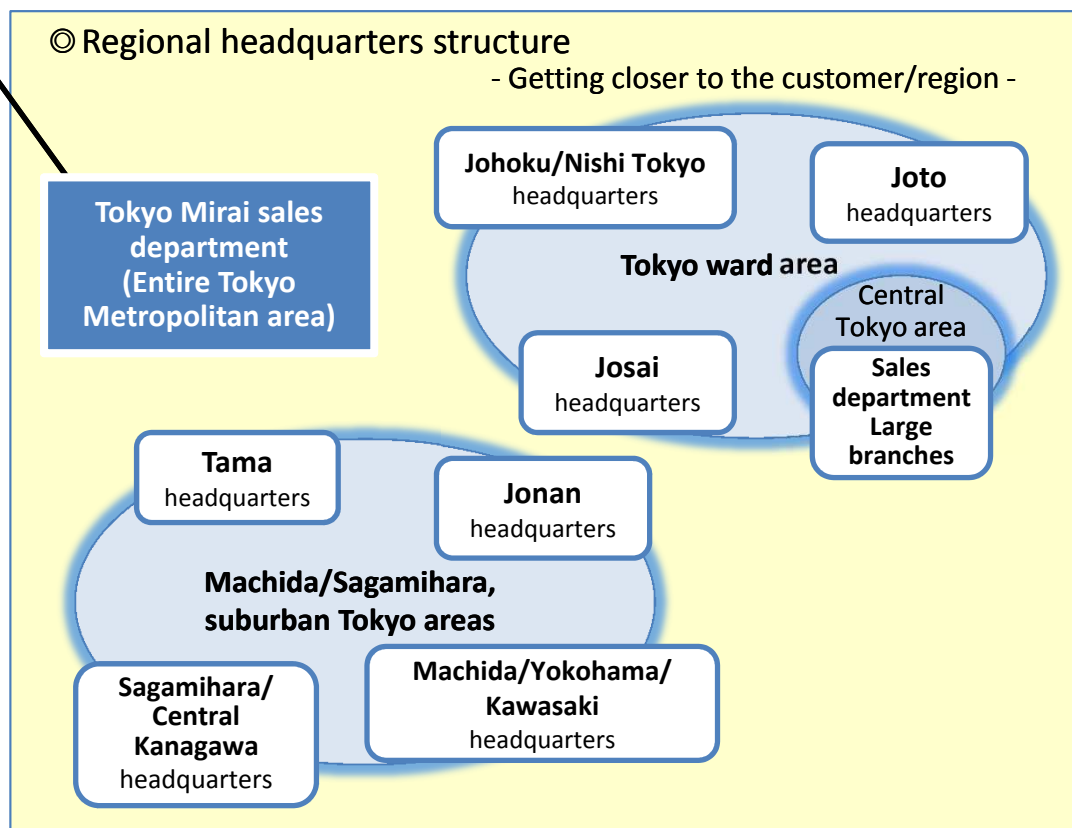 ◎ Regional headquarters structure
- Getting closer to the customer/region -
Tokyo Mirai sales
department
(Entire Tokyo
Metropolitan area)
Johoku/Nishi Tokyo
headquarters
Joto
headquarters
Tokyo ward area
Central
Tokyo area
Josai
headquarters
Sales
department
Large
branches
Tama
headquarters
Jonan
headquarters
Machida/Sagamihara,
suburban Tokyo areas
Sagamihara/
Central
Kanagawa
headquarters
Machida/Yokohama/
Kawasaki
headquarters